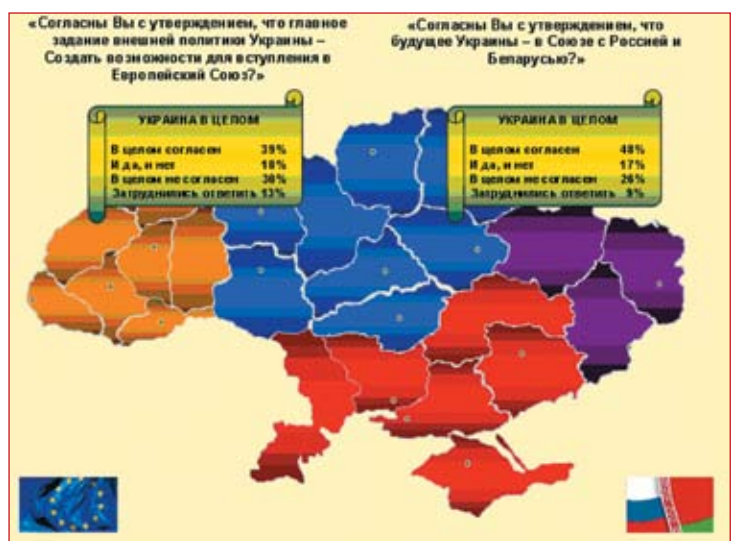 «Согласны Вы с утверждением, что главное
задание внешней политики Украины –
Создать возможности для вступления в
Европейский Союз?»
«Согласны Вы с утверждением, что
будущее Украины – в Союзе с Россией и
Беларусью?»
УКРАИНА В ЦЕЛОМ
В целом согласен 39%
И да, и нет 18%
В целом не согласен 30%
Затруднились ответить 13%
УКРАИНА В ЦЕЛОМ
В целом согласен 48%
И да, и нет 17%
В целом не согласен 26%
Затруднились ответить 9%